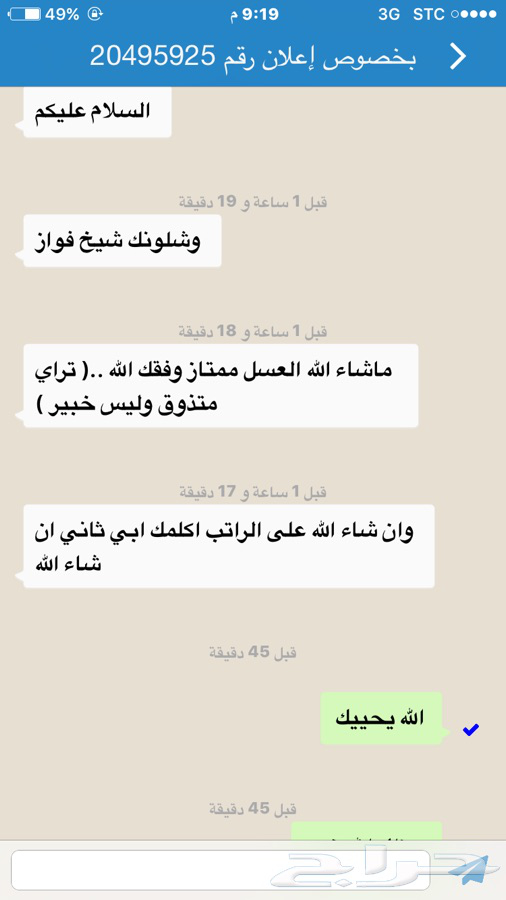 49% 9:19 م 3G STC
بخصوص إعلان رقم 20495925
السلام عليكم
قبل 1 ساعة و 19 دقيقة
وشلونك شيخ فواز
قبل 1 ساعة و 18 دقيقة
ماشاء الله العسل ممتاز وفقك الله ..( تراي
متذوق وليس خبير )
قبل 1 ساعة و 17 دقيقة
وان شاء الله على الراتب اكلمك ابي ثاني ان
شاء الله
قبل 45 دقيقة
الله يحييك
قبل 45 دقيقة
حراج